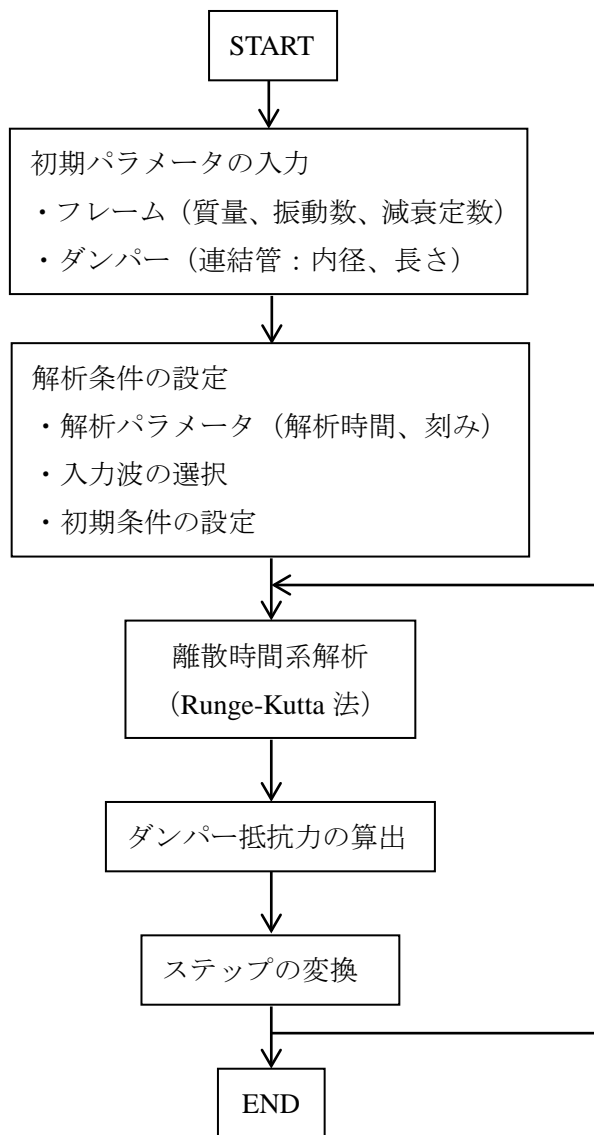 START
初期パラメータの入力
・フレーム（質量、振動数、減衰定数）
・ダンパー（連結管：内径、長さ）
解析条件の設定
・解析パラメータ（解析時間、刻み）
・入力波の選択
・初期条件の設定
離散時間系解析
（Runge-Kutta 法）
ダンパー抵抗力の算出
ステップの変換
END